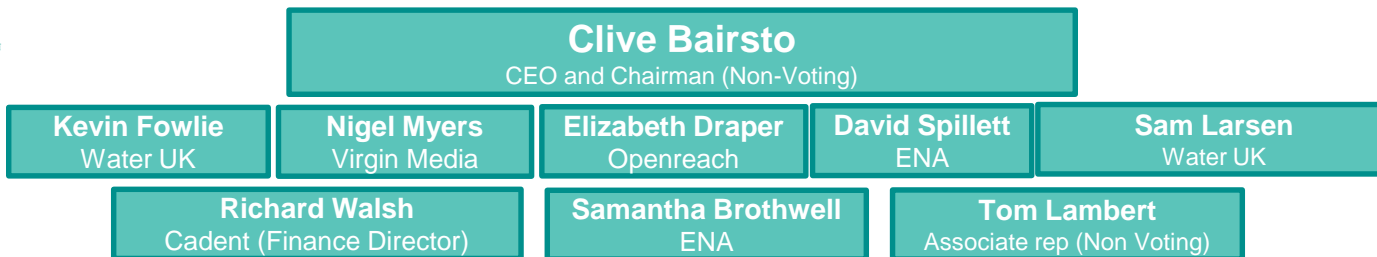 Clive Bairsto
CEO and Chairman (Non-Voting)
Kevin Fowlie
Water UK
Nigel Myers
Virgin Media
Elizabeth Draper
Openreach
David Spillett
ENA
Sam Larsen
Water UK
Richard Walsh
Cadent (Finance Director)
Samantha Brothwell
ENA
Tom Lambert
Associate rep (Non Voting)